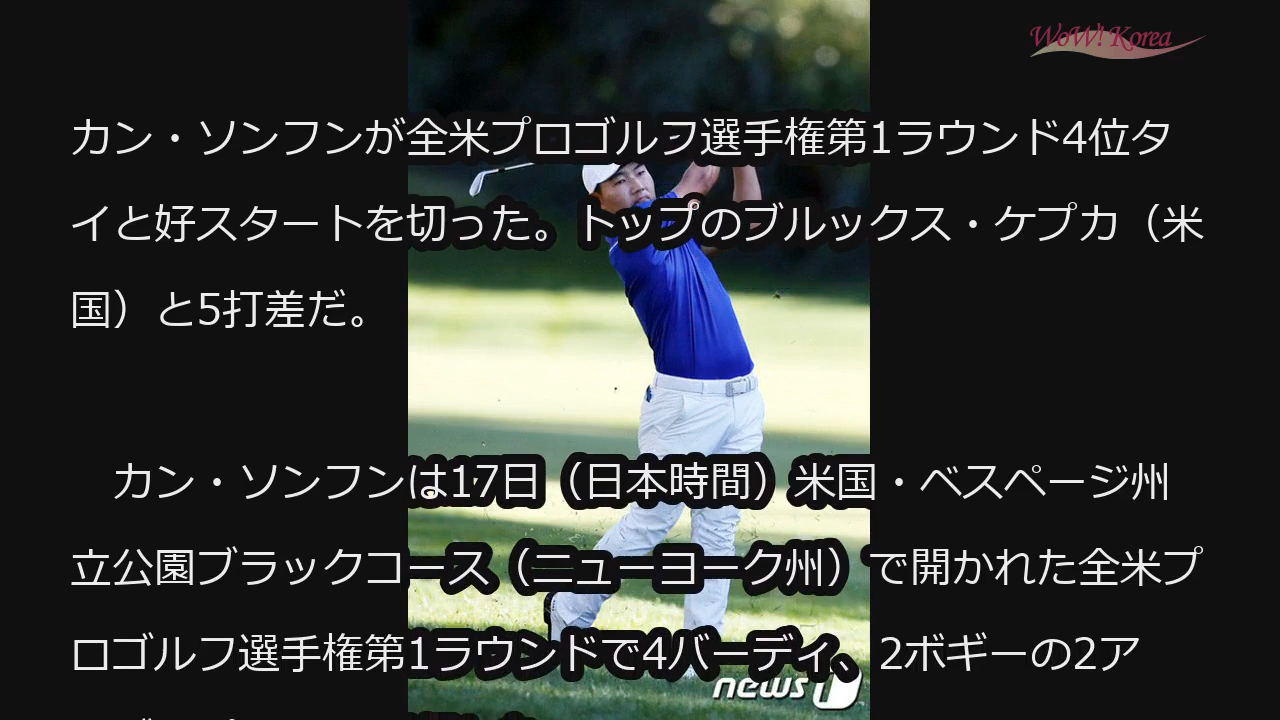 WoW! Korea
カン・ソンフンが全米プロゴルフ選手権第1ラウンド4位タ
イと好スタートを切った。トップのブルックス・ケプカ（米
国）と5打差だ。
カン・ソンフンは17日（日本時間）米国・ベスページ州
立公園ブラックコース（ニューヨーク州）で開かれた全米プ
ロゴルフ選手権第1ラウンドで4バーディ、2ボギーの2ア
news1